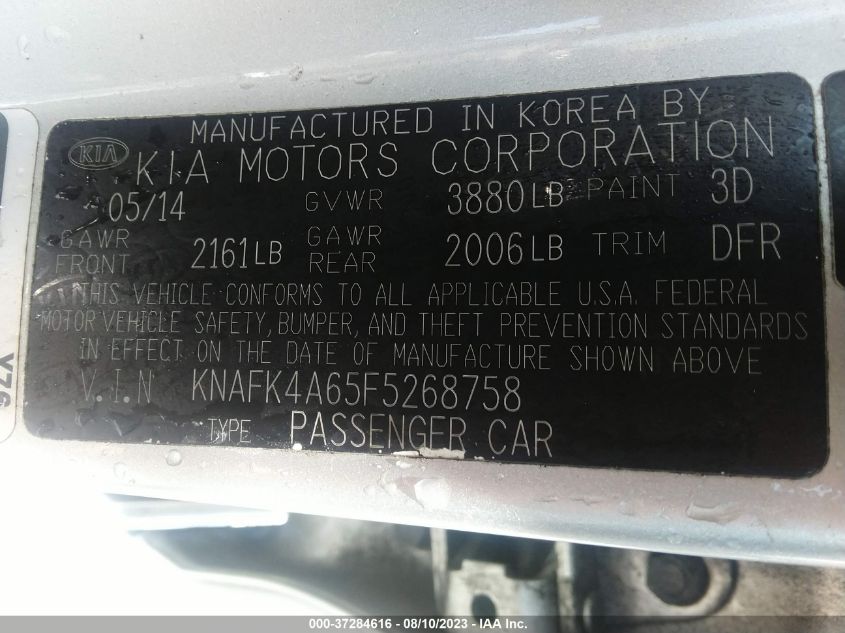 MANUFACTURED IN KOREA BY
KIA KIA MOTORS CORPORATION
05/14 GVWR 3880LB PAINT 3D
GAWR FRONT 2161LB GAWR REAR 2006LB TRIM DFR
THIS VEHICLE CONFORMS TO ALL APPLICABLE U.S.A. FEDERAL
MOTOR VEHICLE SAFETY, BUMPER, AND THEFT PREVENTION STANDARDS
IN EFFECT ON THE DATE OF MANUFACTURE SHOWN ABOVE
V.I.N KNAFK4A65F5268758
TYPE PASSENGER CAR
000-37284616 - 08/10/2023 - IAA Inc.